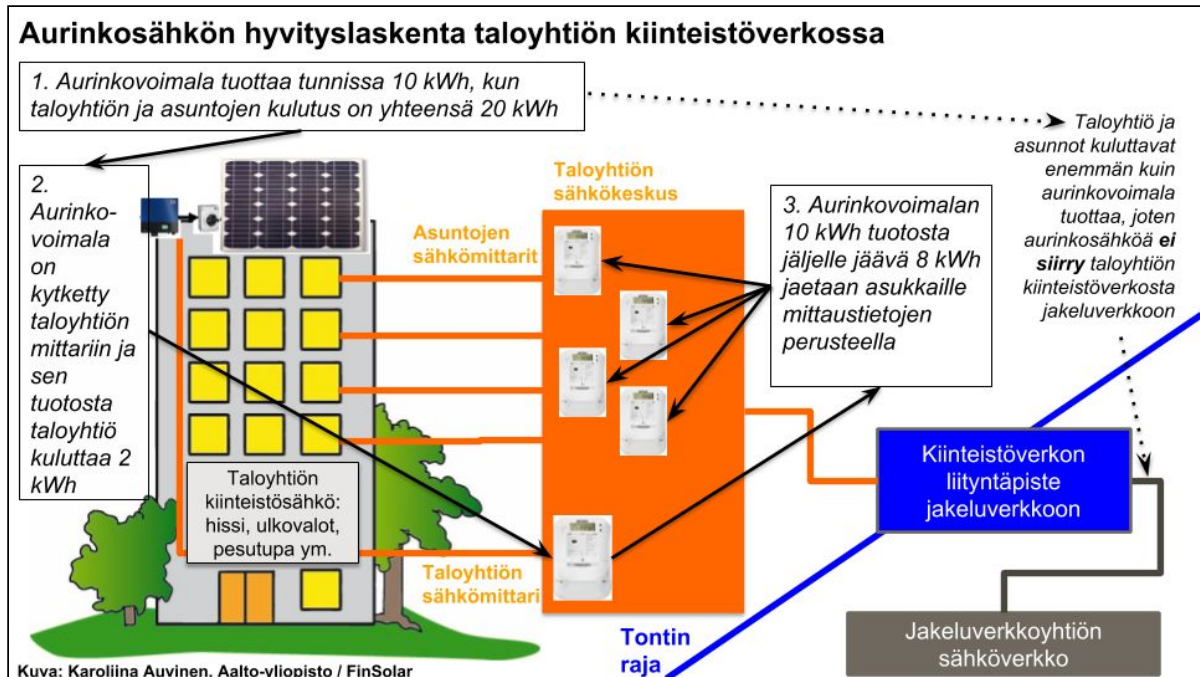 Aurinkosähkön hyvityslaskenta taloyhtiön kiinteistöverkossa
1. Aurinkovoimala tuottaa tunnissa 10 kWh, kun
taloyhtiön ja asuntojen kulutus on yhteensä 20 kWh
Taloyhtiö ja
asunnot kuluttavat
enemmän kuin
aurinkovoimala
tuottaa, joten
aurinkosähköä ei
siirry taloyhtiön
kiinteistöverkosta
jakeluverkkoon
2.
Aurinko-
voimala
on
kytketty
taloyhtiön
mittariin ja
sen
tuotosta
taloyhtiö
kuluttaa 2
kWh
Taloyhtiön
sähkökeskus
Asuntojen
sähkömittarit
3. Aurinkovoimalan
10 kWh tuotosta
jäljelle jäävä 8 kWh
jaetaan asukkaille
mittaustietojen
perusteella
Taloyhtiön
kiinteistösähkö:
hissi, ulkovalot,
pesutupa ym.
Taloyhtiön
sähkömittari
Kiinteistöverkon
liityntäpiste
jakeluverkkoon
Tontin
raja
Jakeluverkkoyhtiön
sähköverkko
Kuva: Karoliina Auvinen, Aalto-yliopisto / FinSolar